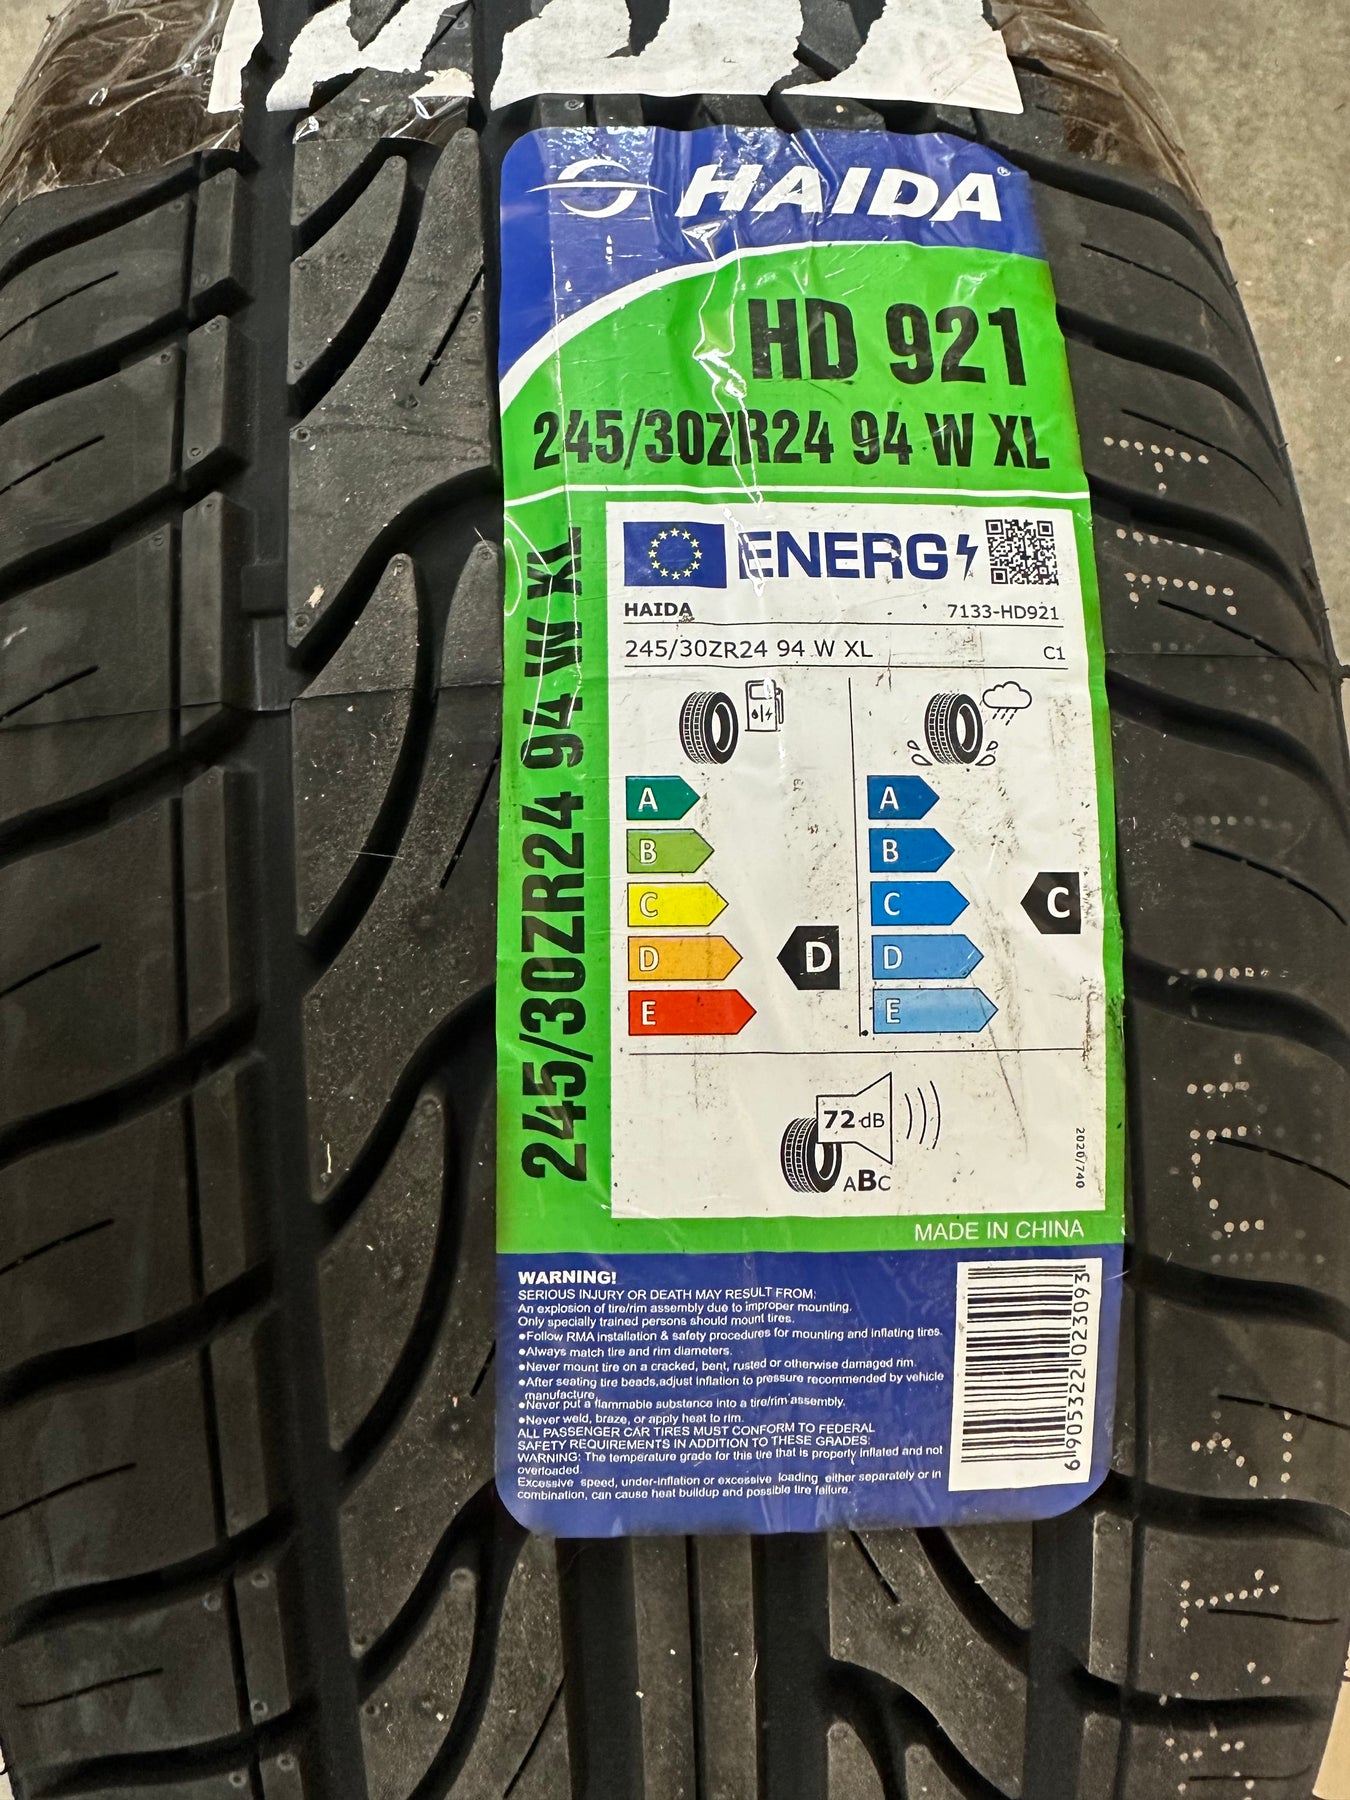 HAIDA®
HD 921
245/30ZR24 94 W XL
245/30ZR24 94 W XL
ENERG
HAIDA 7133-HD921
245/30ZR24 94 W XL C1
A
B
C
D
E
D
A
B
C
D
E
C
72 dB
ABC
2020/740
MADE IN CHINA
WARNING!
SERIOUS INJURY OR DEATH MAY RESULT FROM:
An explosion of tire/rim assembly due to improper mounting.
Only specially trained persons should mount tires.
●Follow RMA installation & safety procedures for mounting and inflating tires.
●Always match tire and rim diameters.
●Never mount tire on a cracked, bent, rusted or otherwise damaged rim.
●After seating tire beads,adjust inflation to pressure recommended by vehicle
manufacture.
●Never put a flammable substance into a tire/rim assembly.
●Never weld, braze, or apply heat to rim.
ALL PASSENGER CAR TIRES MUST CONFORM TO FEDERAL
SAFETY REQUIREMENTS IN ADDITION TO THESE GRADES:
WARNING: The temperature grade for this tire that is properly inflated and not
overloaded.
Excessive speed, under-inflation or excessive loading either separately or in
combination, can cause heat buildup and possible tire failure.
6 905322 023093